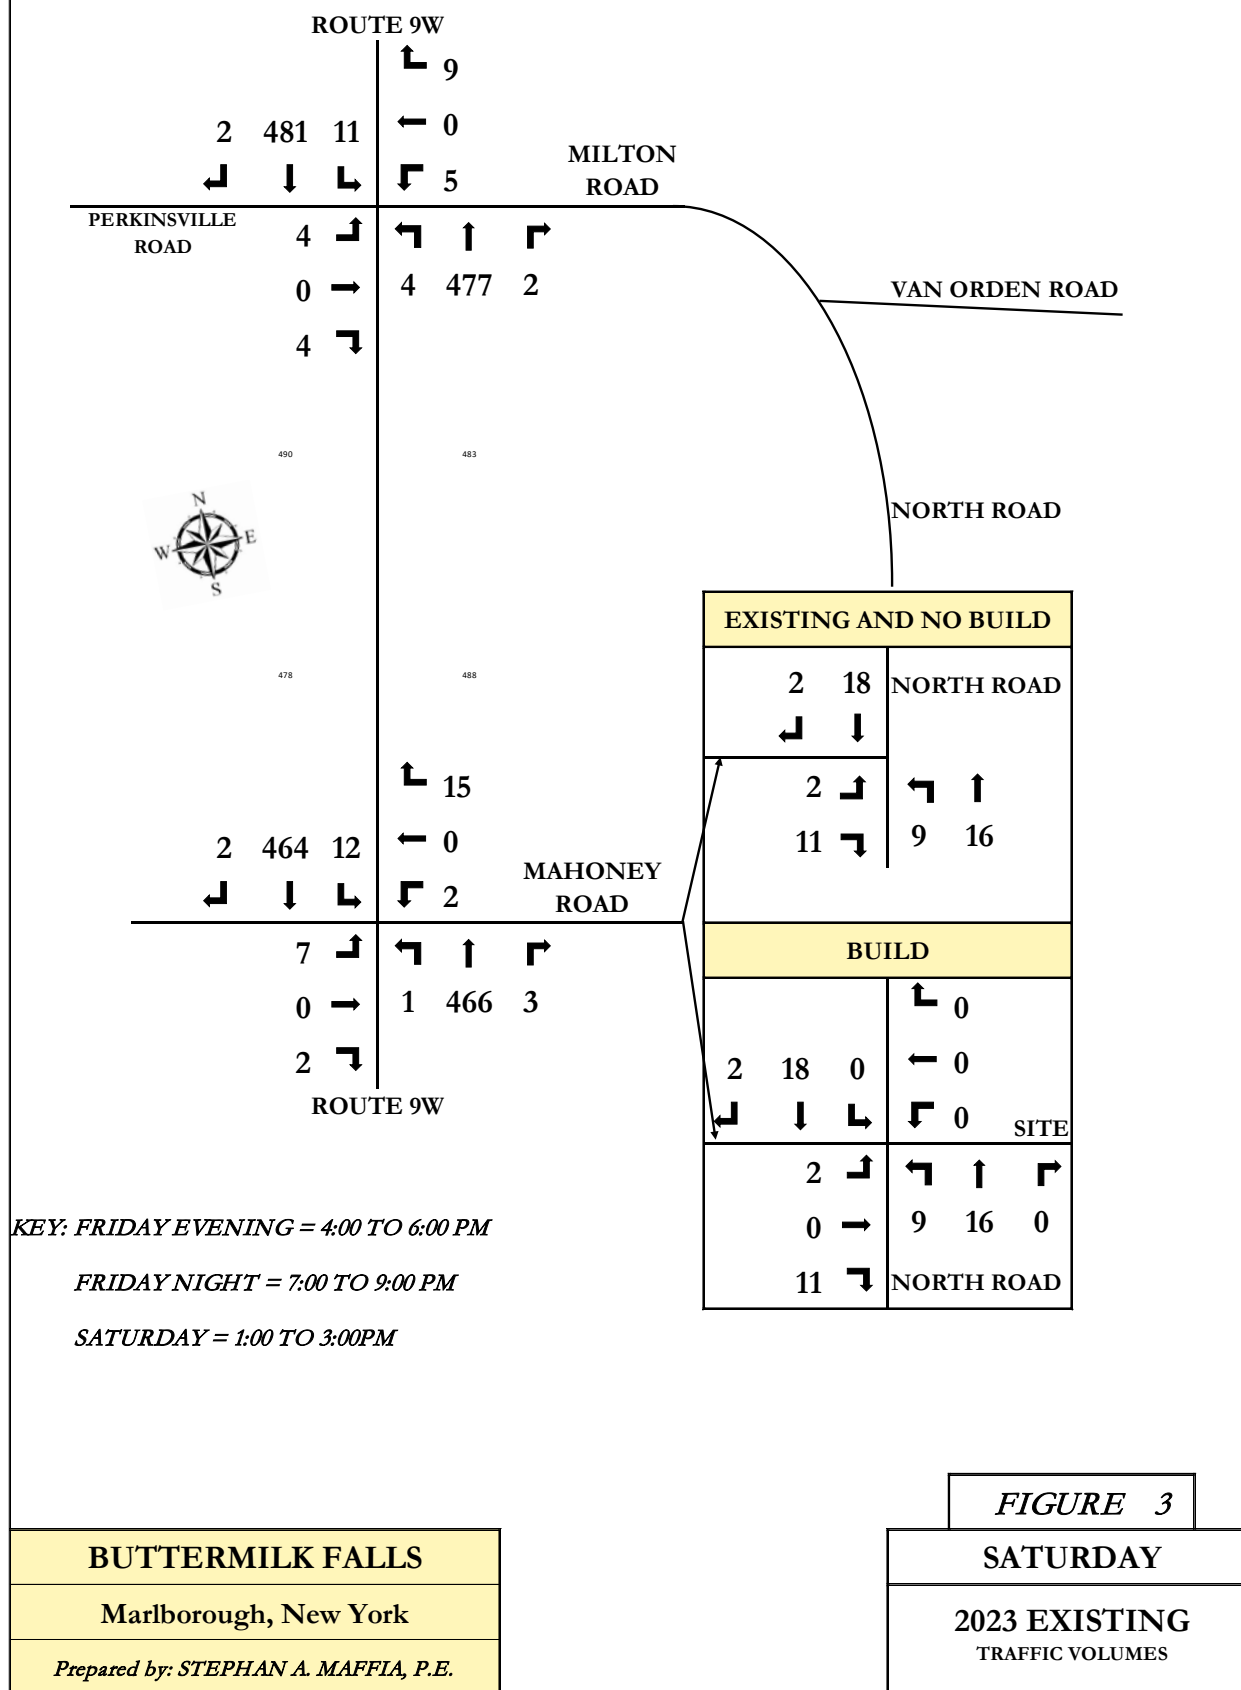 ROUTE 9W
9
2 481 11
0
MILTON
ROAD
5
PERKINSVILLE
ROAD
4
0
4
4 477 2
VAN ORDEN ROAD
490 483
N
W E
S
NORTH ROAD
478 488
15
2 464 12
0
MAHONEY
ROAD
2
7
0
2
1 466 3
ROUTE 9W
EXISTING AND NO BUILD
2 18 NORTH ROAD
2
11
9 16
BUILD
0
2 18 0
0
0
SITE
2
0
11
9 16 0
NORTH ROAD
KEY: FRIDAY EVENING = 4:00 TO 6:00 PM
FRIDAY NIGHT = 7:00 TO 9:00 PM
SATURDAY = 1:00 TO 3:00PM
BUTTERMILK FALLS
Marlborough, New York
Prepared by: STEPHAN A. MAFFIA, P.E.
FIGURE 3
SATURDAY
2023 EXISTING
TRAFFIC VOLUMES